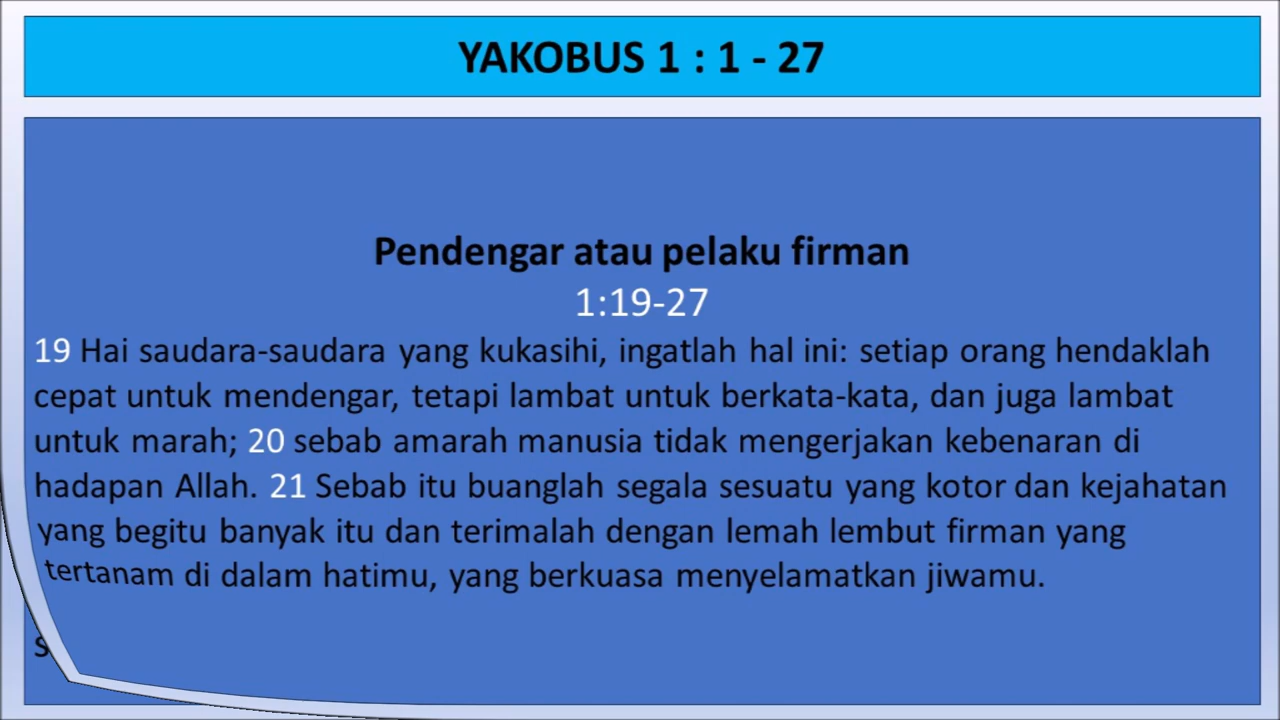 YAKOBUS 1 : 1 - 27
Pendengar atau pelaku firman
1:19-27
19 Hai saudara-saudara yang kukasihi, ingatlah hal ini: setiap orang hendaklah
cepat untuk mendengar, tetapi lambat untuk berkata-kata, dan juga lambat
untuk marah; 20 sebab amarah manusia tidak mengerjakan kebenaran di
hadapan Allah. 21 Sebab itu buanglah segala sesuatu yang kotor dan kejahatan
yang begitu banyak itu dan terimalah dengan lemah lembut firman yang
tertanam di dalam hatimu, yang berkuasa menyelamatkan jiwamu.